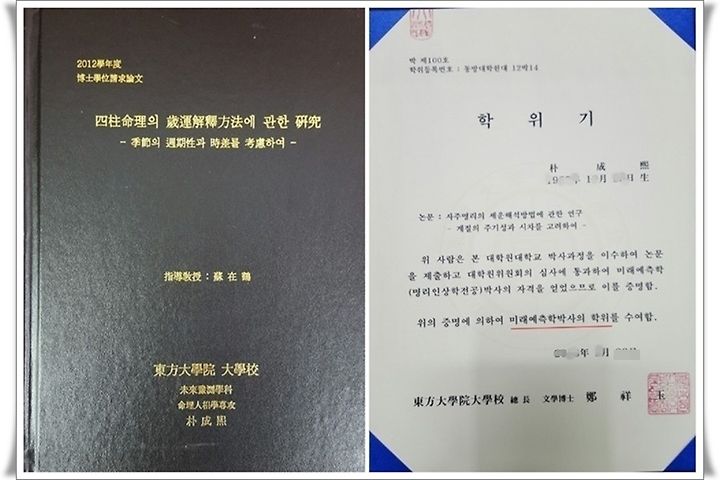 2012學年度
博士學位請求論文
四柱命理의 歲運解釋方法에 관한 硏究
- 季節의 週期性과 時差를 考慮하여 -
指導敎授 : 蘇在鶴
東方大學院 大學校
未來豫測學科
命理人相學專攻
朴成熙
박 제100호
학위등록번호 : 동방대학원대 12박14
학위기
朴成熙
19 년 1 월 일 生
논문 : 사주명리의 세운해석방법에 관한 연구
- 계절의 주기성과 시차를 고려하여 -
위 사람은 본 대학원대학교 박사과정을 이수하여 논문
을 제출하고 대학원위원회의 심사에 통과하여 미래예측학
(명리인상학전공)박사의 자격을 얻었으므로 이를 증명함.
위의 증명에 의하여 미래예측학박사의 학위를 수여함.
년 월
東方大學院大學校 總長 文學博士 鄭祥玉